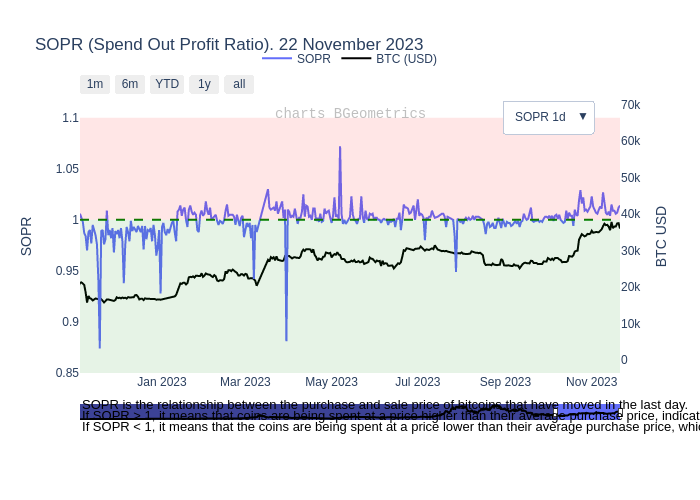 SOPR (Spend Out Profit Ratio). 22 November 2023
SOPR BTC (USD)
1m 6m YTD 1y all
charts BGeometrics
SOPR 1d ▼
1.1
1.05
1
0.95
0.9
0.85
SOPR
70k
60k
50k
40k
30k
20k
10k
0
BTC USD
Jan 2023 Mar 2023 May 2023 Jul 2023 Sep 2023 Nov 2023
SOPR is the relationship between the purchase and sale price of bitcoins that have moved in the last day.
If SOPR > 1, it means that coins are being spent at a price higher than their average purchase price, indicat
If SOPR < 1, it means that the coins are being spent at a price lower than their average purchase price, whic